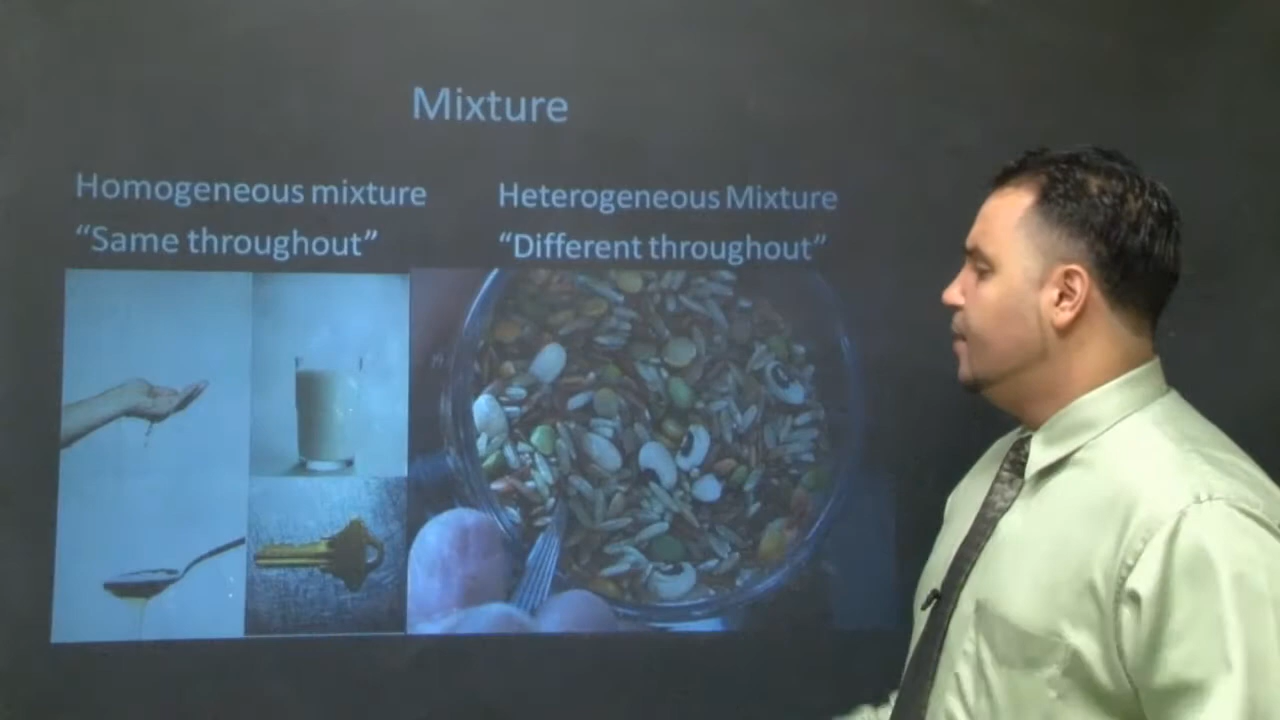 Mixture
Homogeneous mixture
“Same throughout”
Heterogeneous Mixture
“Different throughout”